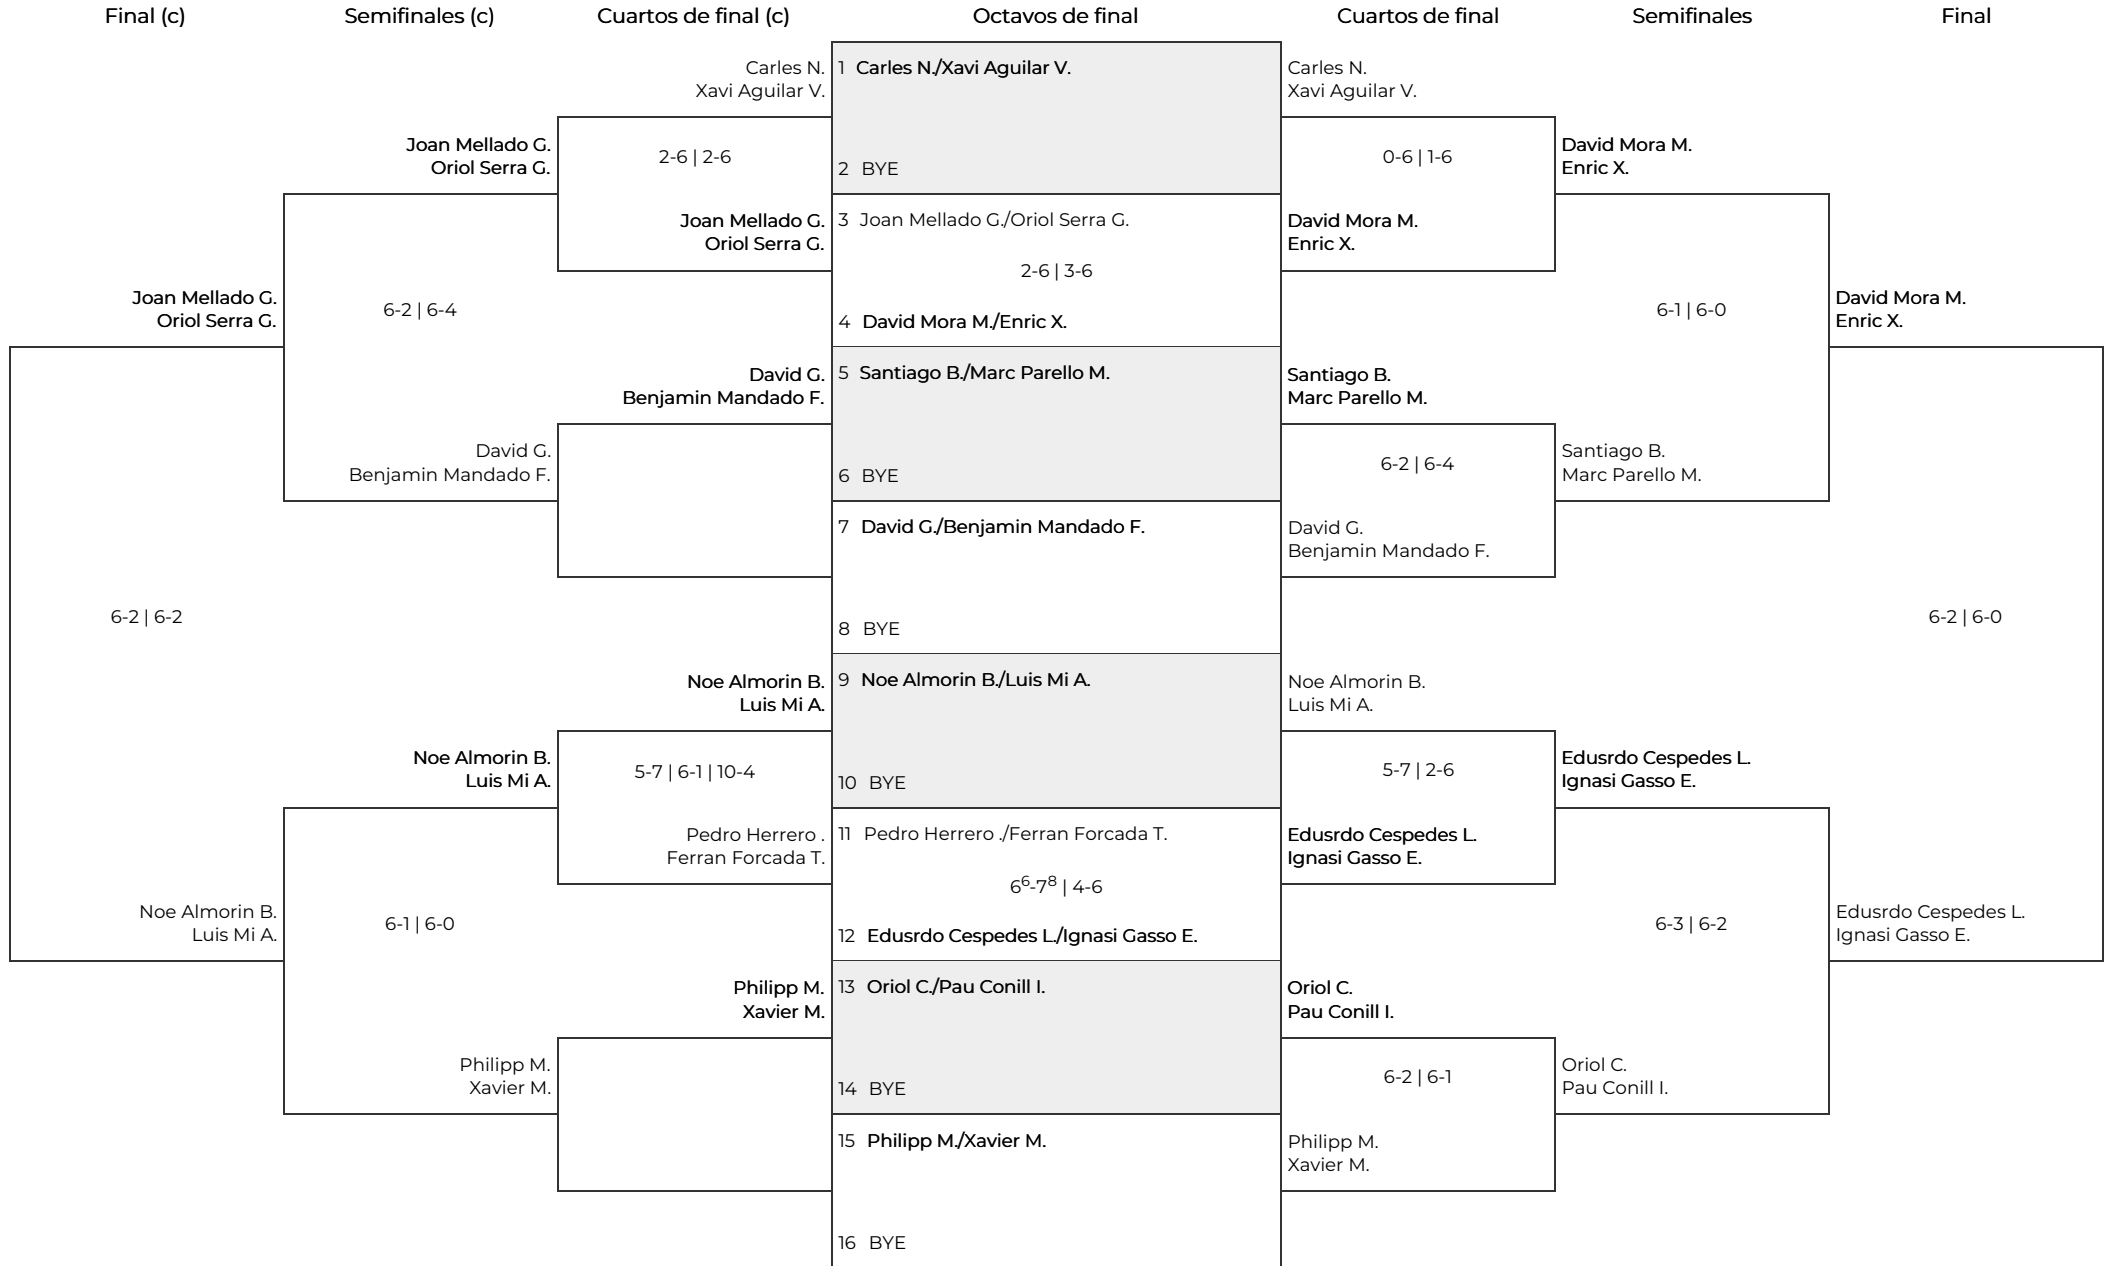 Final (c) Semifinales (c) Cuartos de final (c) Octavos de final Cuartos de final Semifinales Final
Carles N. 1 Carles N./Xavi Aguilar V. Carles N.
Xavi Aguilar V. Xavi Aguilar V.
Joan Mellado G. 2-6 | 2-6 0-6 | 1-6 David Mora M.
Oriol Serra G. 2 BYE Enric X.
Joan Mellado G. 3 Joan Mellado G./Oriol Serra G. David Mora M.
Oriol Serra G. Enric X.
2-6 | 3-6
Joan Mellado G. 6-2 | 6-4 6-1 | 6-0 David Mora M.
Oriol Serra G. 4 David Mora M./Enric X. Enric X.
David G. 5 Santiago B./Marc Parello M. Santiago B.
Benjamin Mandado F. Marc Parello M.
David G. 6-2 | 6-4 Santiago B.
Benjamin Mandado F. 6 BYE Marc Parello M.
7 David G./Benjamin Mandado F. David G.
Benjamin Mandado F.
6-2 | 6-2 8 BYE 6-2 | 6-0
Noe Almorin B. 9 Noe Almorin B./Luis Mi A. Noe Almorin B.
Luis Mi A. Luis Mi A.
Noe Almorin B. 5-7 | 6-1 | 10-4 5-7 | 2-6 Edusrdo Cespedes L.
Luis Mi A. 10 BYE Ignasi Gasso E.
Pedro Herrero . 11 Pedro Herrero ./Ferran Forcada T. Edusrdo Cespedes L.
Ferran Forcada T. Ignasi Gasso E.
6⁶-7⁸ | 4-6
Noe Almorin B. 6-1 | 6-0 6-3 | 6-2 Edusrdo Cespedes L.
Luis Mi A. 12 Edusrdo Cespedes L./Ignasi Gasso E. Ignasi Gasso E.
Philipp M. 13 Oriol C./Pau Conill I. Oriol C.
Xavier M. Pau Conill I.
Philipp M. 6-2 | 6-1 Oriol C.
Xavier M. 14 BYE Pau Conill I.
15 Philipp M./Xavier M. Philipp M.
Xavier M.
16 BYE